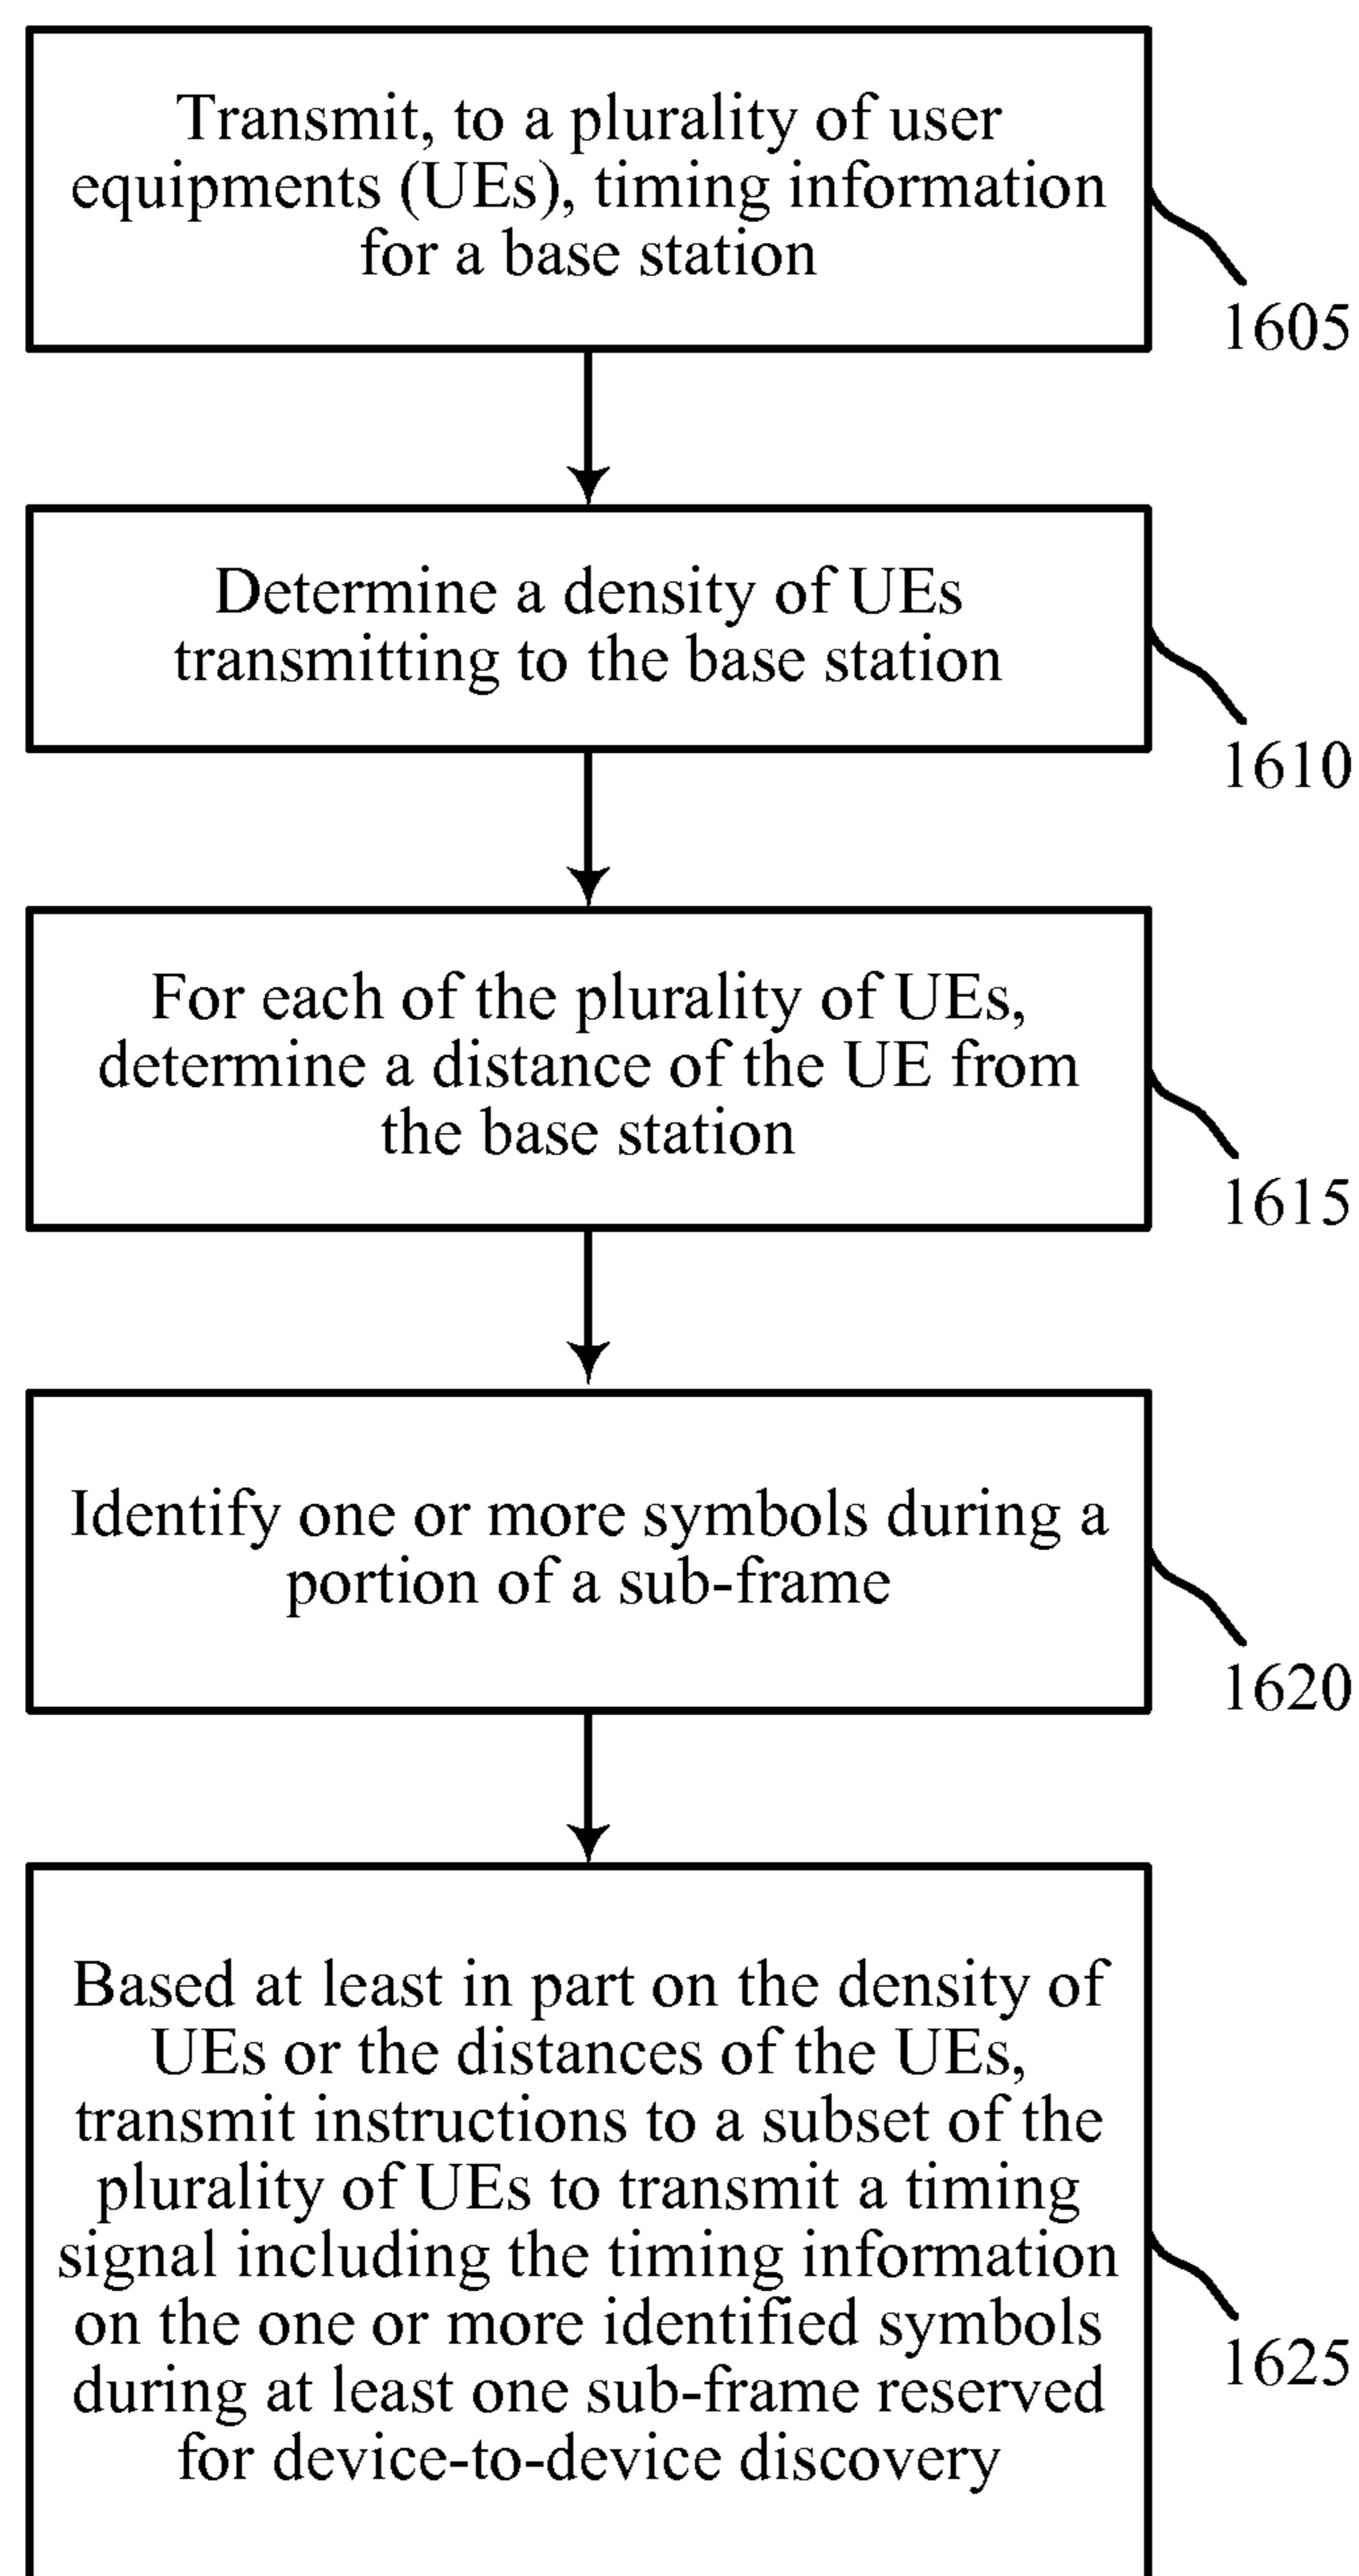 Transmit, to a plurality of user
equipments (UEs), timing information
for a base station
1605
Determine a density of UEs
transmitting to the base station
1610
For each of the plurality of UEs,
determine a distance of the UE from
the base station
1615
Identify one or more symbols during a
portion of a sub-frame
1620
Based at least in part on the density of
UEs or the distances of the UEs,
transmit instructions to a subset of the
plurality of UEs to transmit a timing
signal including the timing information
on the one or more identified symbols
during at least one sub-frame reserved
for device-to-device discovery
1625